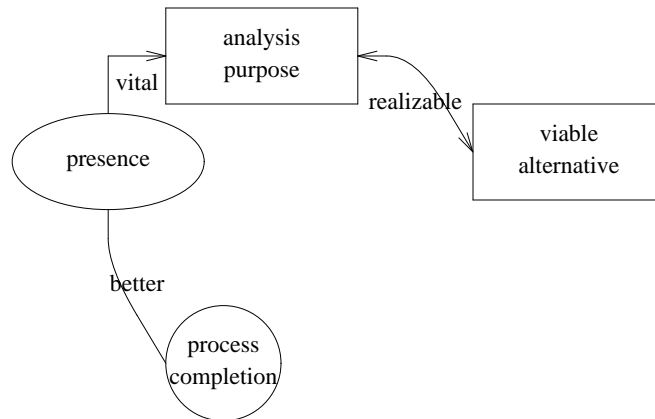 analysis
purpose
vital
realizable
viable
alternative
presence
better
process
completion